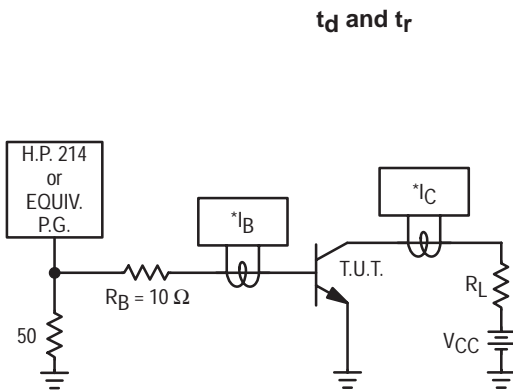 td and tr
H.P. 214
or
EQUIV.
P.G.
*IB
*IC
T.U.T.
RB = 10 Ω
RL
50
VCC